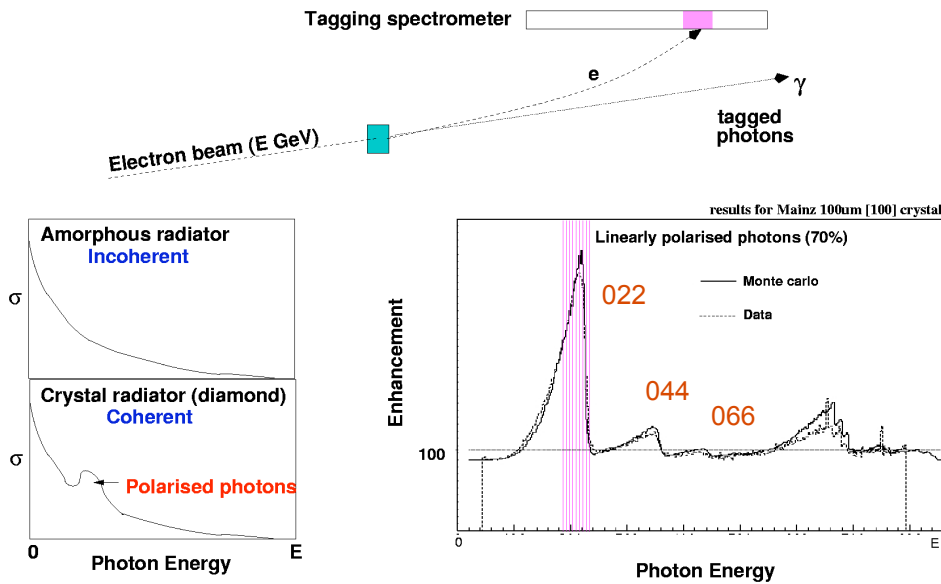 Tagging spectrometer
e
γ
tagged
photons
Electron beam (E GeV)
results for Mainz 100um [100] crystal
Amorphous radiator
Incoherent
σ
Crystal radiator (diamond)
Coherent
σ
Polarised photons
0
E
Photon Energy
Linearly polarised photons (70%)
Monte carlo
Data
022
044
066
Enhancement
100
0
E
Photon Energy